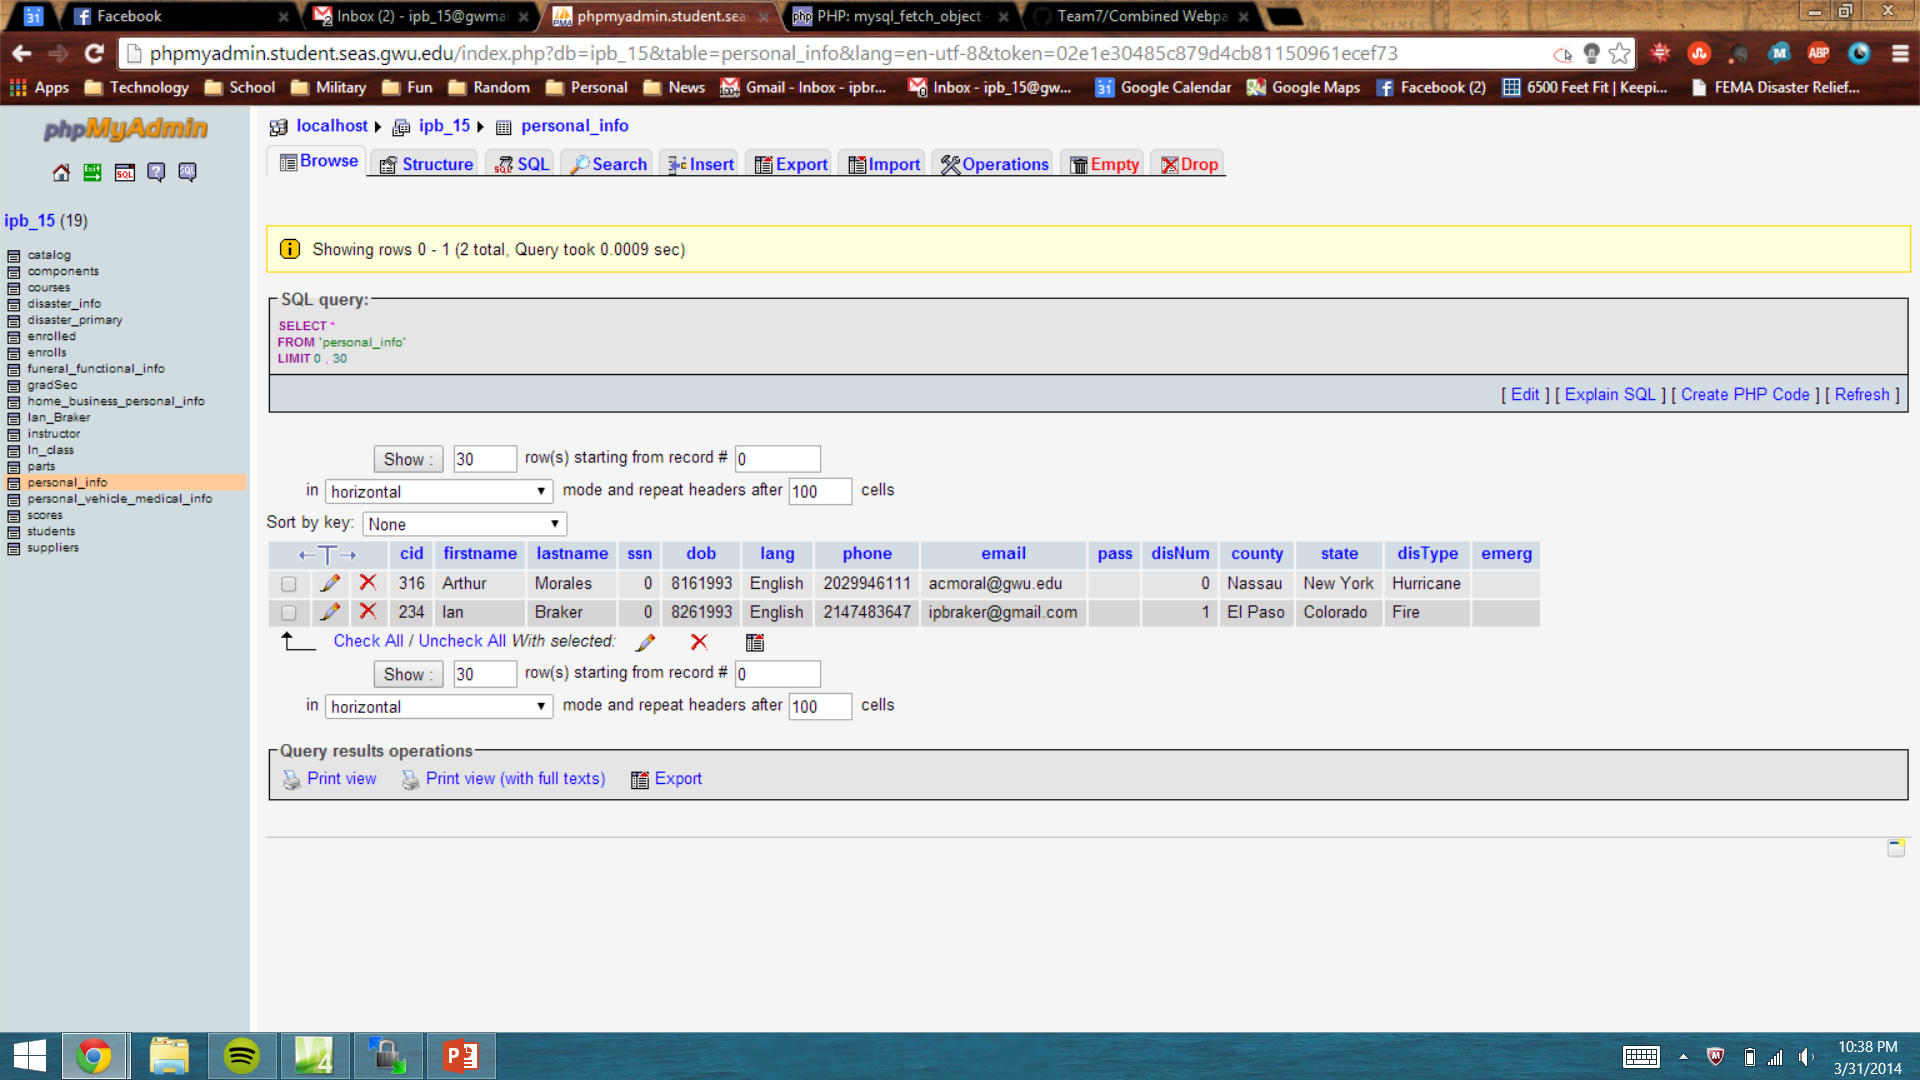 31
Facebook
Inbox (2) - ipb_15@gwmai
phpmyadmin.student.sea
PHP: mysql_fetch_object
Team7/Combined Webpa
phpmyadmin.student.seas.gwu.edu/index.php?db=ipb_15&table=personal_info&lang=en-utf-8&token=02e1e30485c879d4cb81150961ecef73
Apps Technology School Military Fun Random Personal News Gmail - Inbox - ipbr... Inbox - ipb_15@gw... Google Calendar Google Maps Facebook (2) 6500 Feet Fit | Keepi... FEMA Disaster Relief...
phpMyAdmin
ipb_15 (19)
catalog
components
courses
disaster_info
disaster_primary
enrolled
enrolls
funeral_functional_info
gradSec
home_business_personal_info
Ian_Braker
instructor
ln_class
parts
personal_info
personal_vehicle_medical_info
scores
students
suppliers
localhost ipb_15 personal_info
Browse Structure SQL Search Insert Export Import Operations Empty Drop
Showing rows 0 - 1 (2 total, Query took 0.0009 sec)
SQL query:
SELECT *
FROM `personal_info`
LIMIT 0 , 30
[ Edit ] [ Explain SQL ] [ Create PHP Code ] [ Refresh ]
Show : 30 row(s) starting from record # 0
in horizontal mode and repeat headers after 100 cells
Sort by key: None
cid firstname lastname ssn dob lang phone email pass disNum county state disType emerg
316 Arthur Morales 0 8161993 English 2029946111 acmoral@gwu.edu 0 Nassau New York Hurricane
234 Ian Braker 0 8261993 English 2147483647 ipbraker@gmail.com 1 El Paso Colorado Fire
Check All / Uncheck All With selected:
Show : 30 row(s) starting from record # 0
in horizontal mode and repeat headers after 100 cells
Query results operations
Print view Print view (with full texts) Export
10:38 PM
3/31/2014